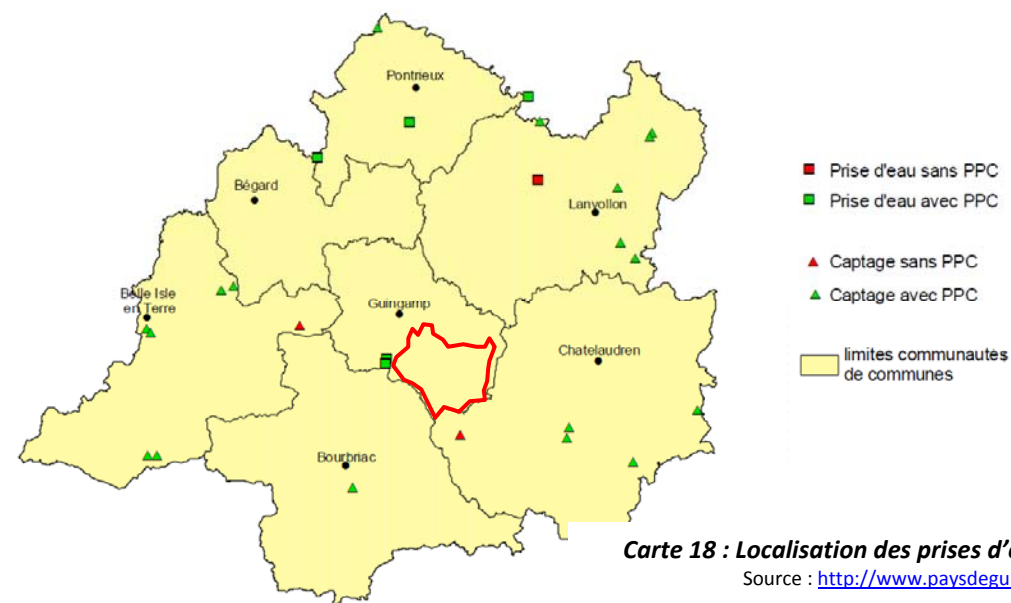 Pontrieux
Bégard
Lanvollon
Belle Isle
en Terre
Guingamp
Chatelaudren
Bourbriac
Prise d'eau sans PPC
Prise d'eau avec PPC
Captage sans PPC
Captage avec PPC
limites communautés
de communes
Carte 18 : Localisation des prises d'
Source : http://www.paysdegu